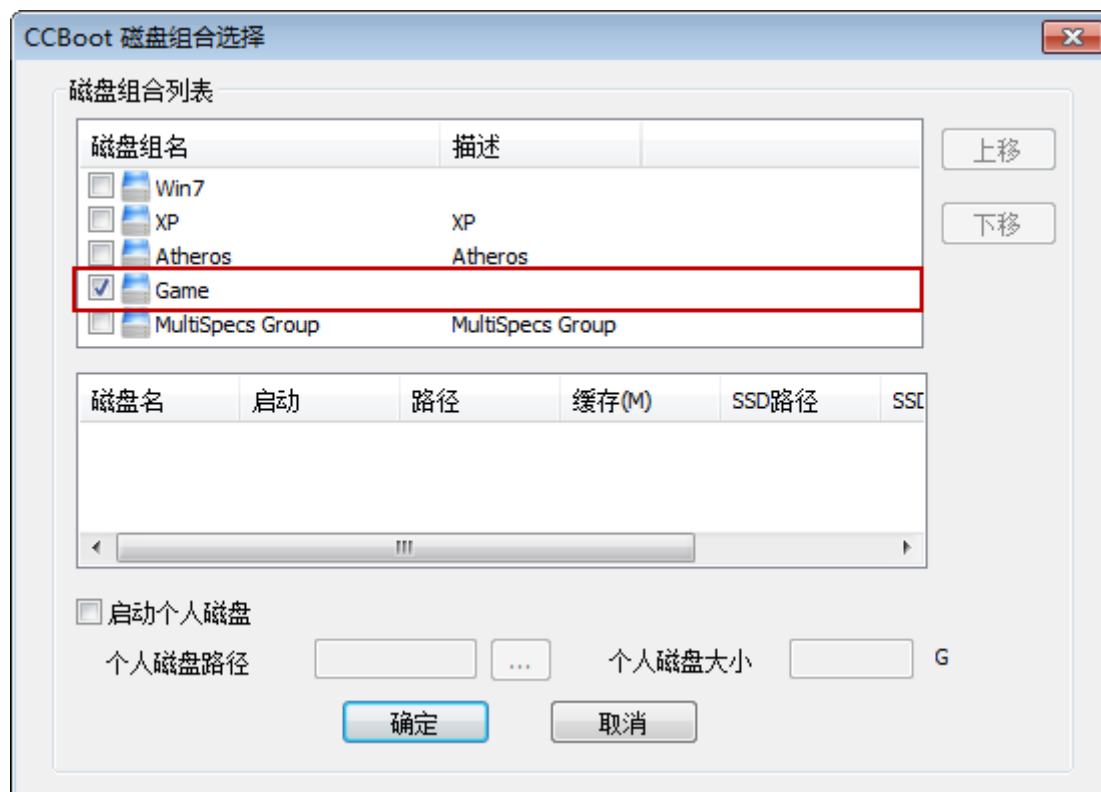 CCBoot 磁盘组合选择
磁盘组合列表
磁盘组名 描述
上移
Win7
XP XP
下移
Atheros Atheros
Game
MultiSpecs Group MultiSpecs Group
磁盘名 启动 路径 缓存(M) SSD路径 SSD
启动个人磁盘
个人磁盘路径 ... 个人磁盘大小 G
确定 取消